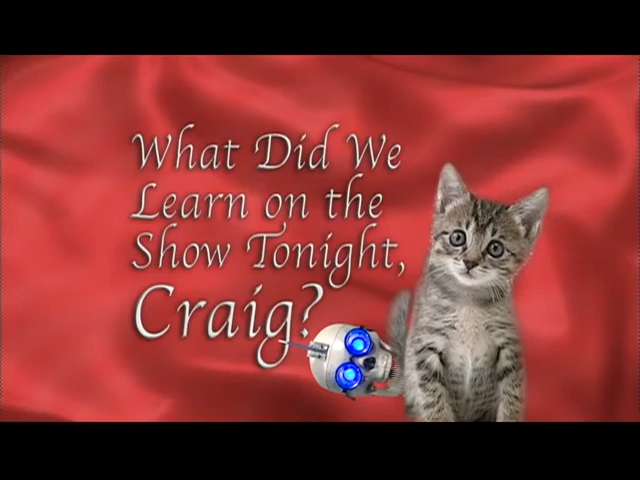 What Did We
Learn on the
Show Tonight,
Craig?